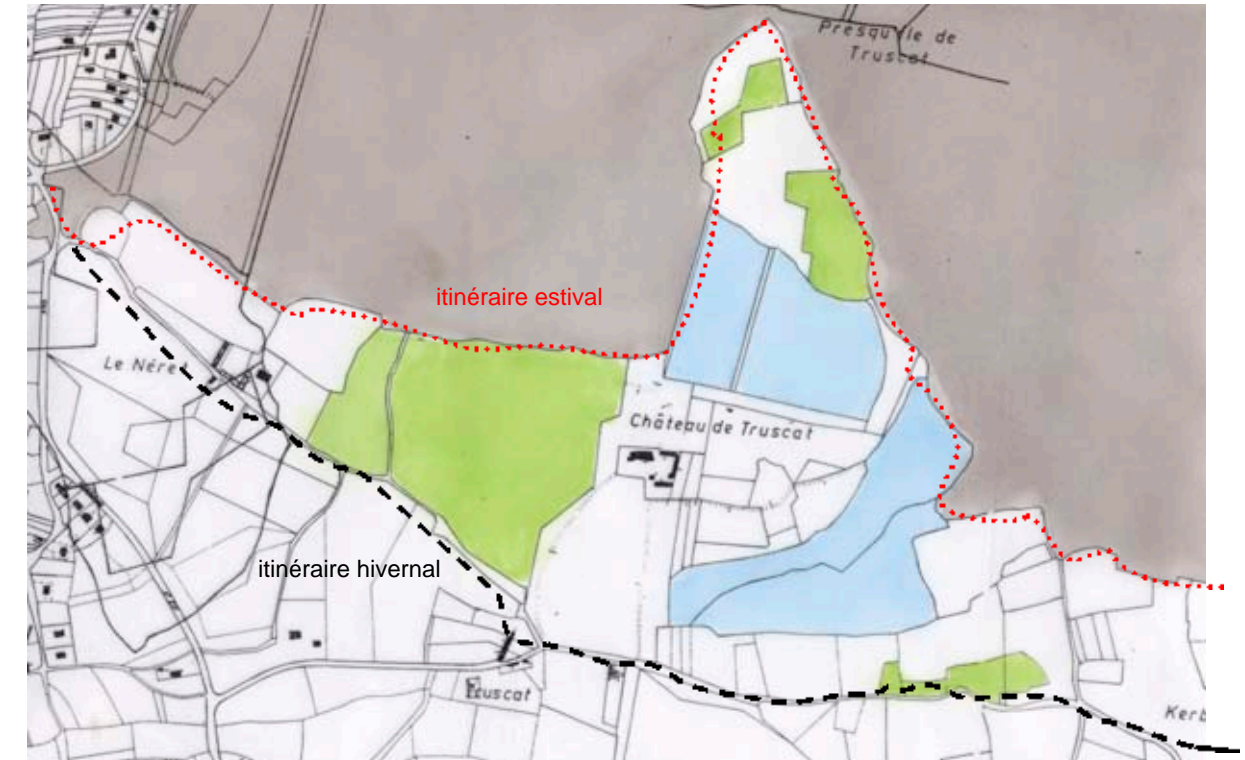 Presqu'île de
Truscat
itinéraire estival
Le Néret
Château de Truscat
itinéraire hivernal
Truscat
Kerb